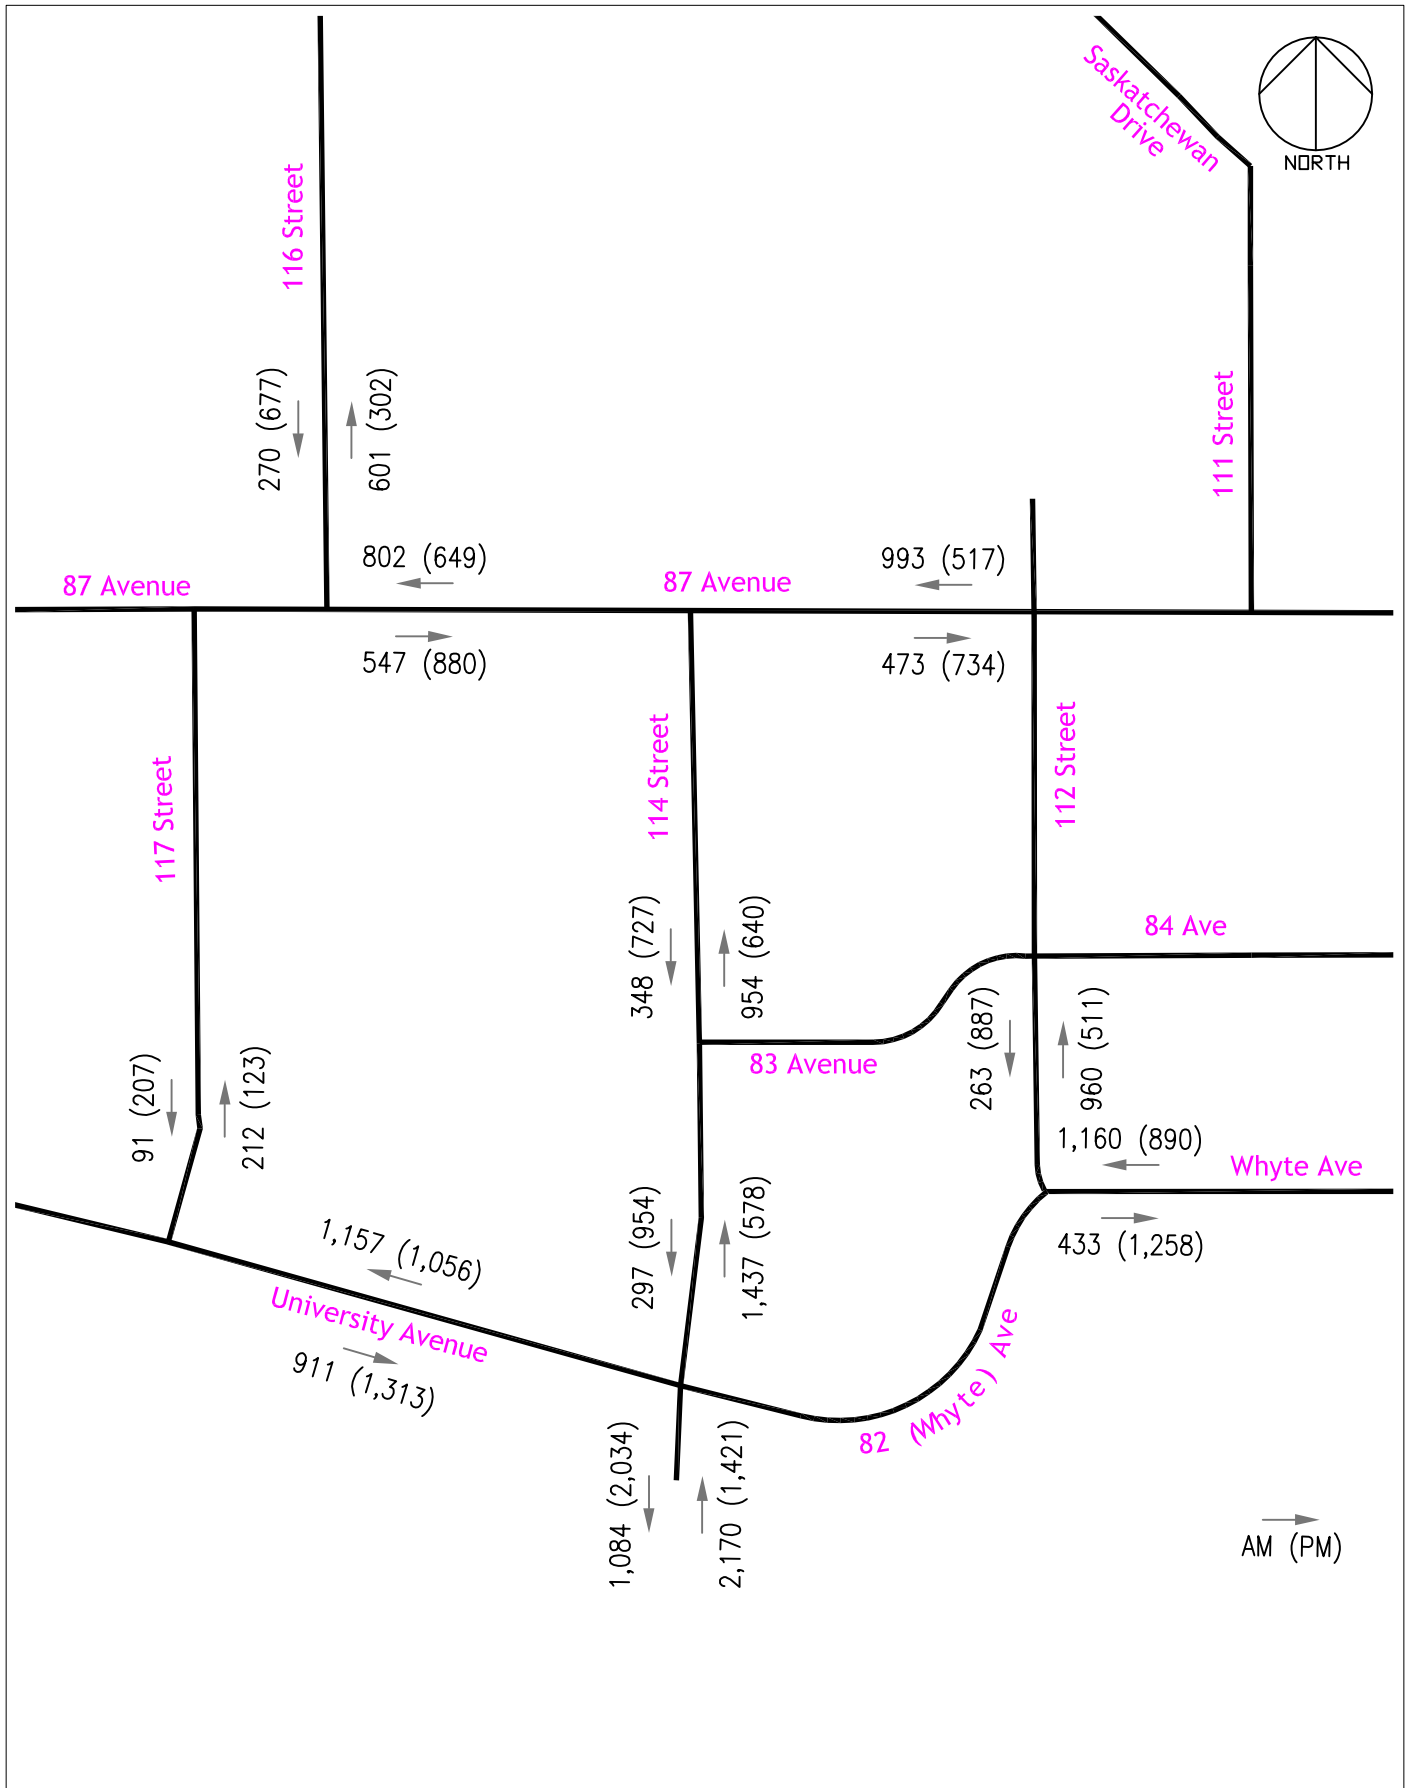 Saskatchewan
Drive
NORTH
116 Street
270 (677)
601 (302)
111 Street
802 (649)
993 (517)
87 Avenue
87 Avenue
547 (880)
473 (734)
117 Street
114 Street
112 Street
348 (727)
954 (640)
84 Ave
83 Avenue
263 (887)
960 (511)
91 (207)
212 (123)
1,160 (890)
Whyte Ave
433 (1,258)
297 (954)
1,437 (578)
1,157 (1,056)
University Avenue
911 (1,313)
82 (Whyte) Ave
1,084 (2,034)
2,170 (1,421)
AM (PM)